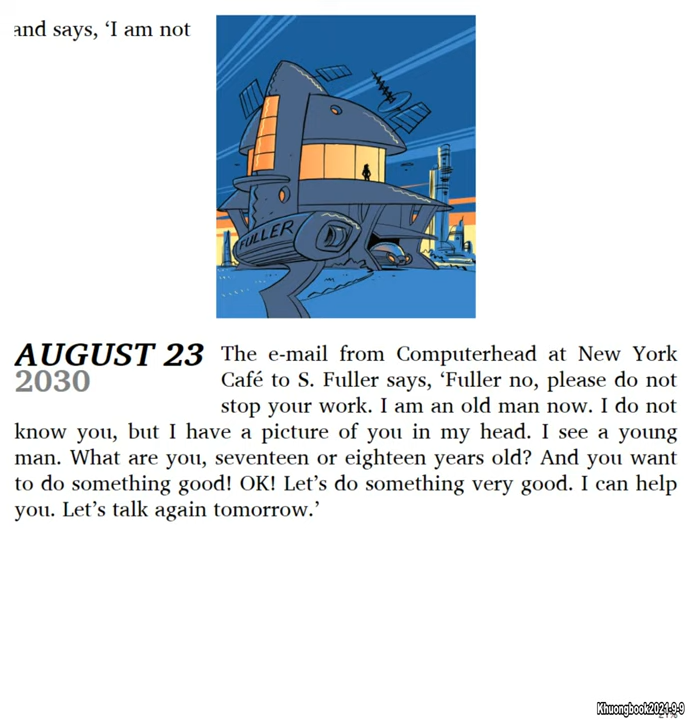 and says, ‘I am not
FULLER
AUGUST 23
2030
The e-mail from Computerhead at New York
Café to S. Fuller says, ‘Fuller no, please do not
stop your work. I am an old man now. I do not
know you, but I have a picture of you in my head. I see a young
man. What are you, seventeen or eighteen years old? And you want
to do something good! OK! Let’s do something very good. I can help
you. Let’s talk again tomorrow.’
Khuongbook2021-9-9